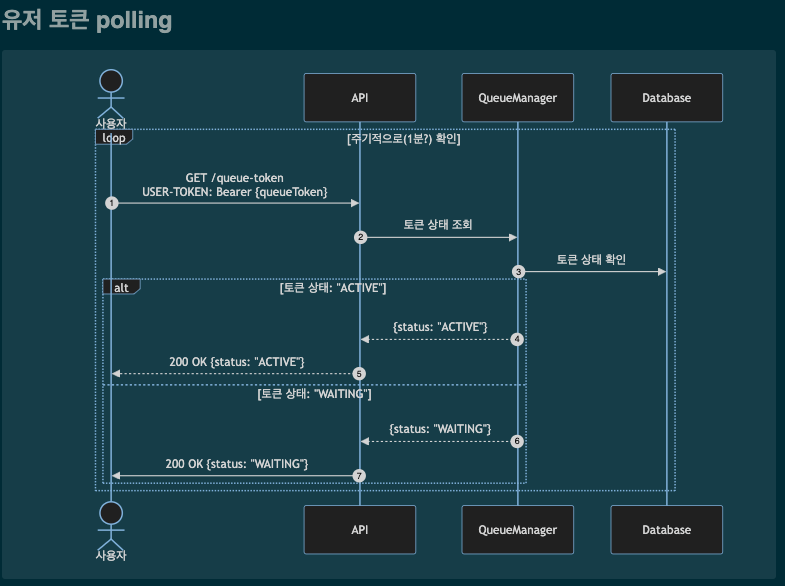 유저 토큰 polling
사용자
API
QueueManager
Database
loop
[주기적으로(1분?) 확인]
GET /queue-token
USER-TOKEN: Bearer {queueToken}
1
2
토큰 상태 조회
3
토큰 상태 확인
alt
[토큰 상태: "ACTIVE"]
{status: "ACTIVE"}
4
200 OK {status: "ACTIVE"}
5
[토큰 상태: "WAITING"]
{status: "WAITING"}
6
200 OK {status: "WAITING"}
7
사용자
API
QueueManager
Database